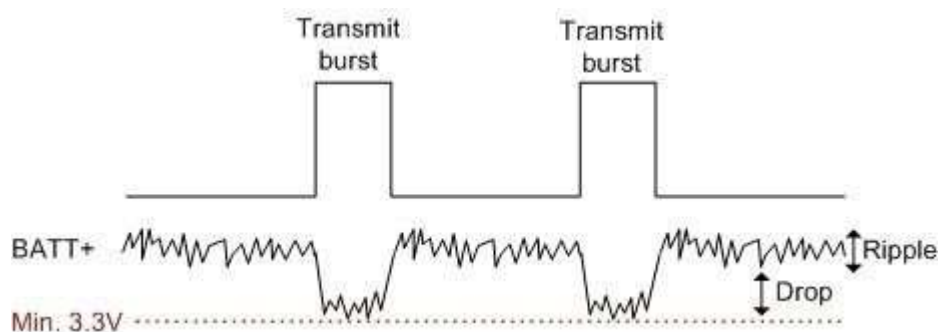 Transmit
burst
Transmit
burst
BATT+
Ripple
Drop
Min. 3.3V